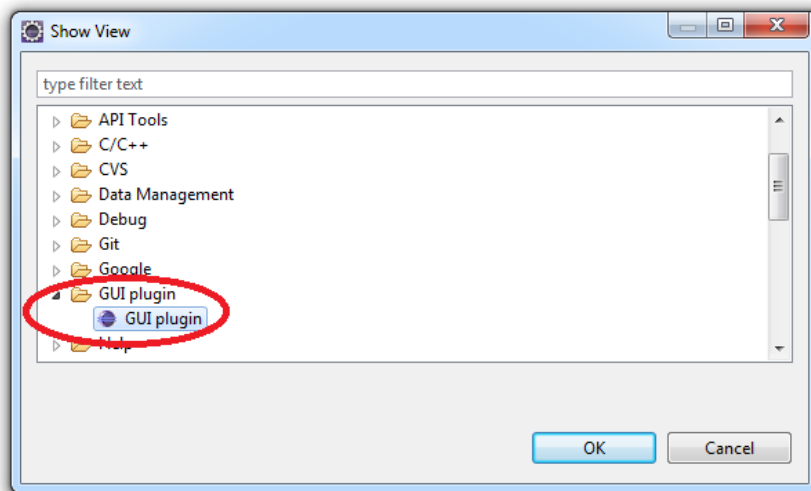 Show View
type filter text
API Tools
C/C++
CVS
Data Management
Debug
Git
Google
GUI plugin
GUI plugin
Help
OK
Cancel